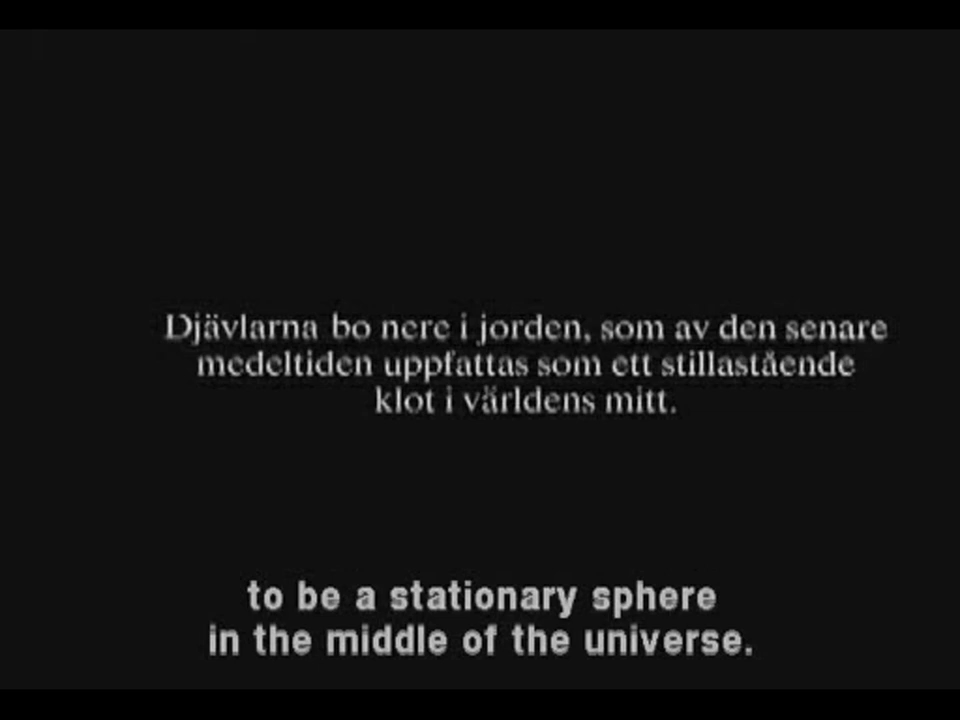 Djävlarna bo nere i jorden, som av den senare
medeltiden uppfattas som ett stillastående
klot i världens mitt.
to be a stationary sphere
in the middle of the universe.